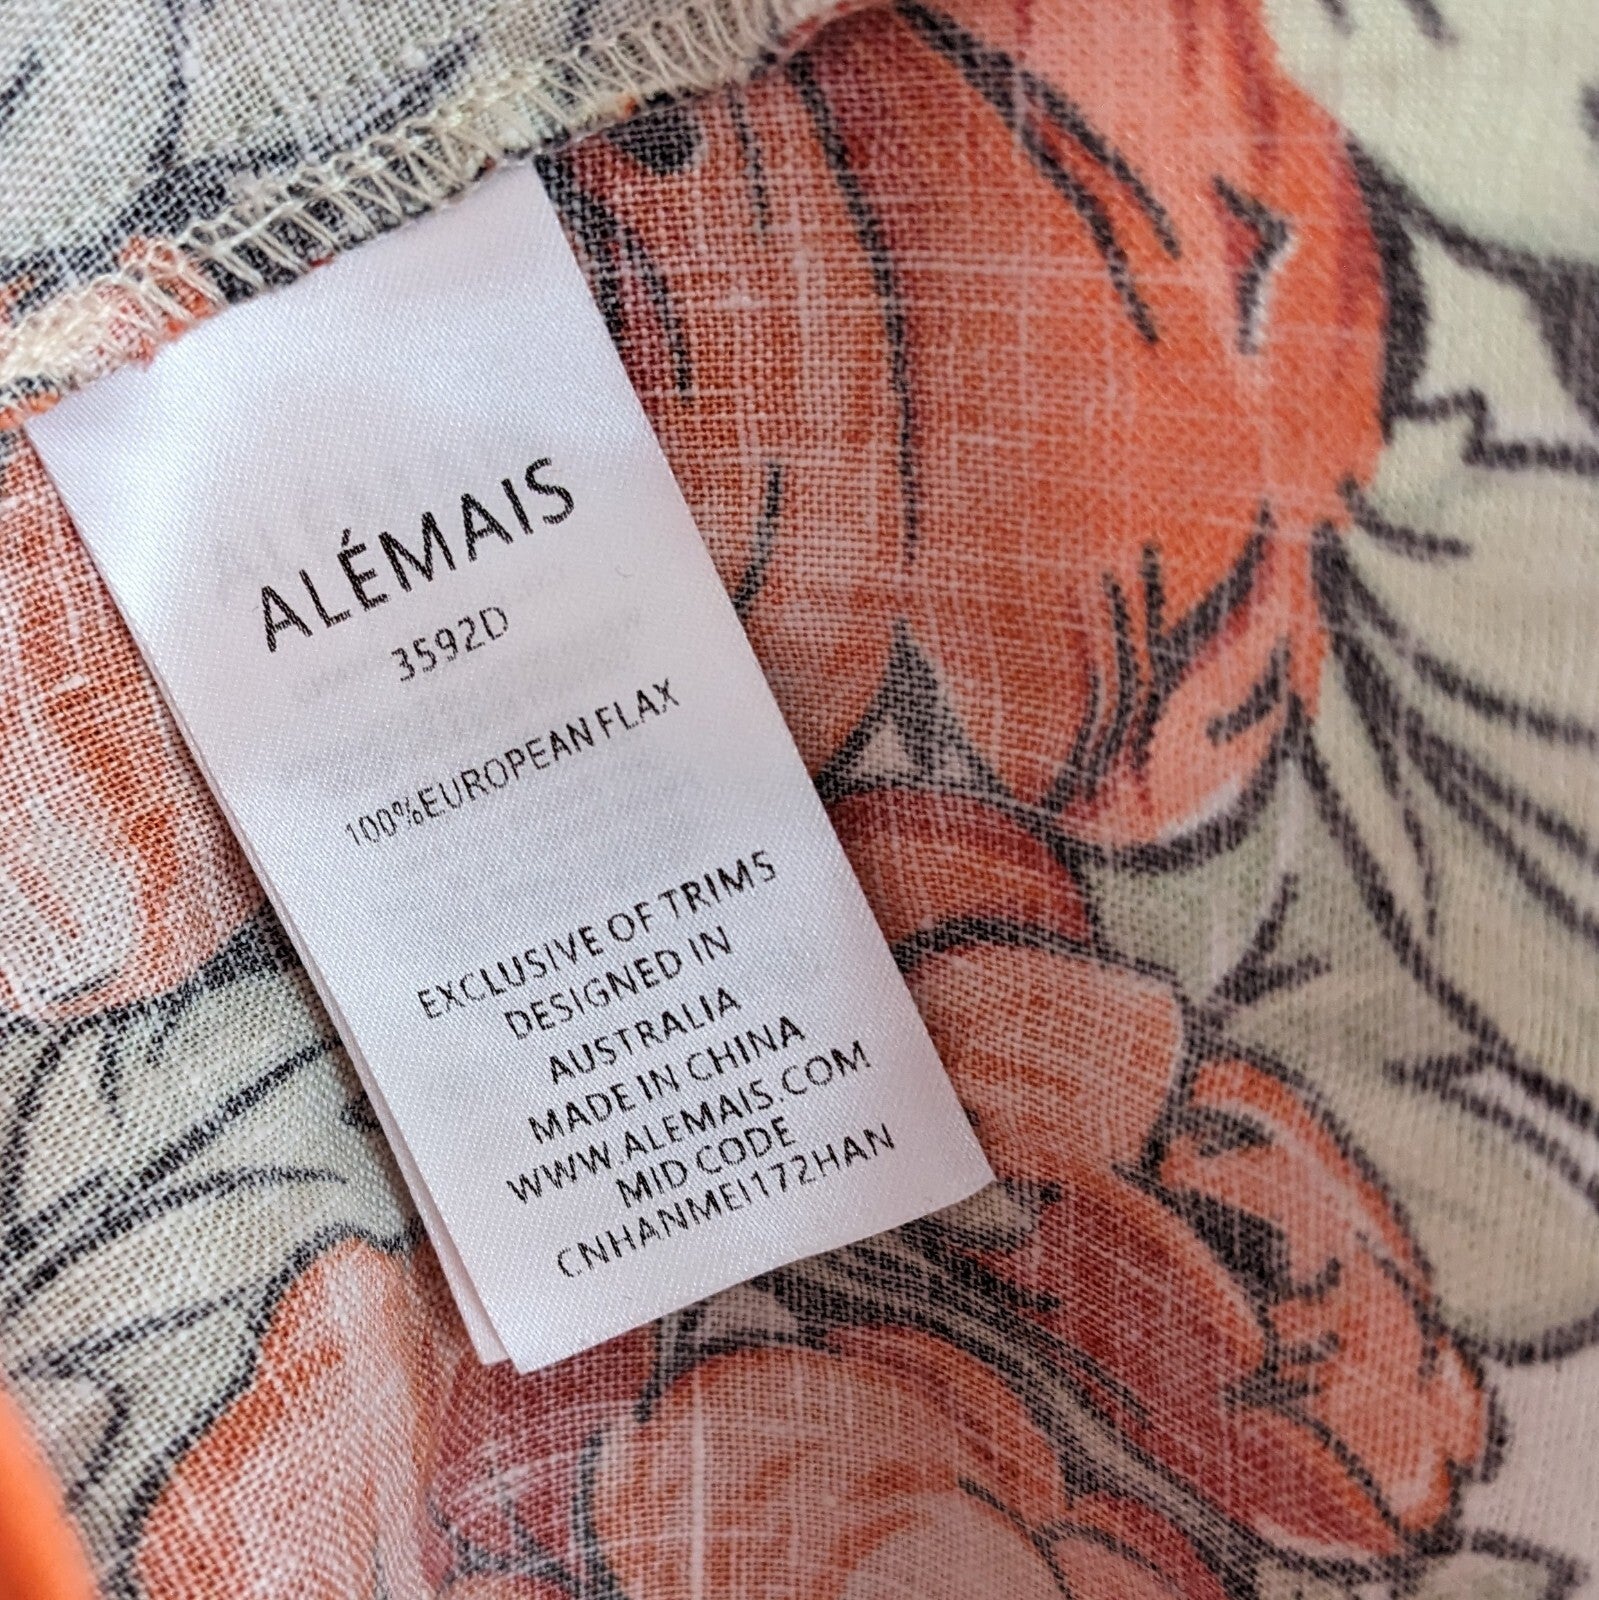 ALÉMAIS
3592D
100%EUROPEAN FLAX
EXCLUSIVE OF TRIMS
DESIGNED IN
AUSTRALIA
MADE IN CHINA
WWW.ALEMAIS.COM
MID CODE
CNHANMEI172HAN